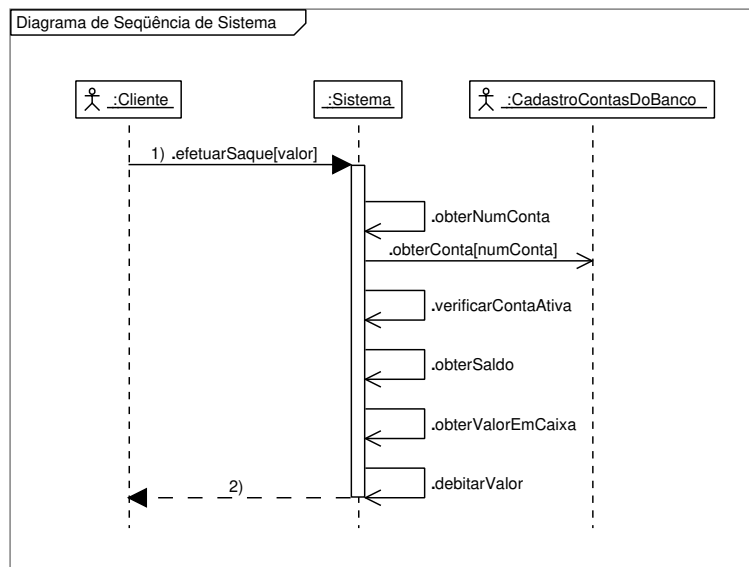 Diagrama de Seqüência de Sistema
:Cliente
:Sistema
:CadastroContasDoBanco
1) .efetuarSaque[valor]
.obterNumConta
.obterConta[numConta]
.verificarContaAtiva
.obterSaldo
.obterValorEmCaixa
.debitarValor
2)